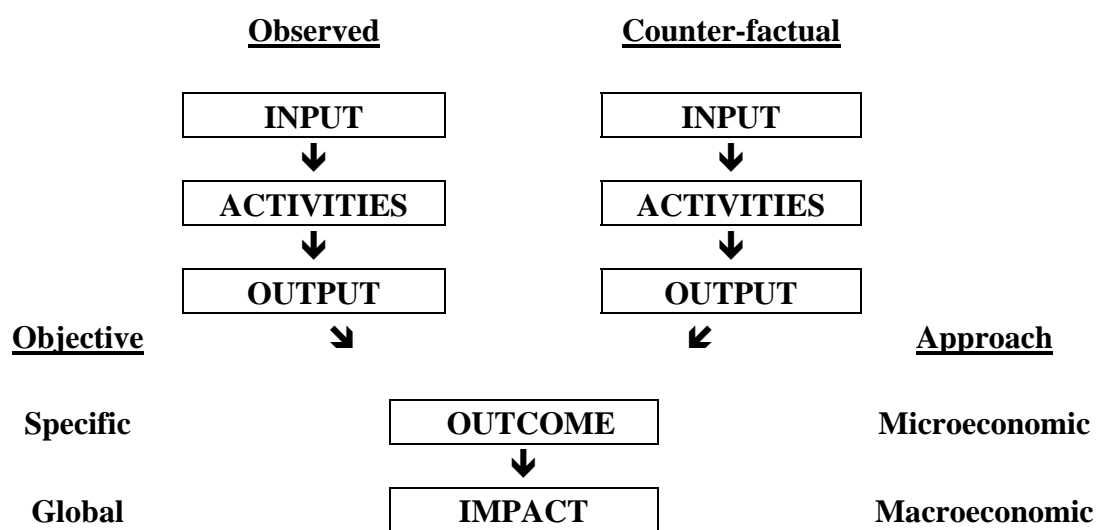 Observed Counter-factual
INPUT INPUT
ACTIVITIES ACTIVITIES
OUTPUT OUTPUT
Objective Approach
Specific OUTCOME Microeconomic
Global IMPACT Macroeconomic